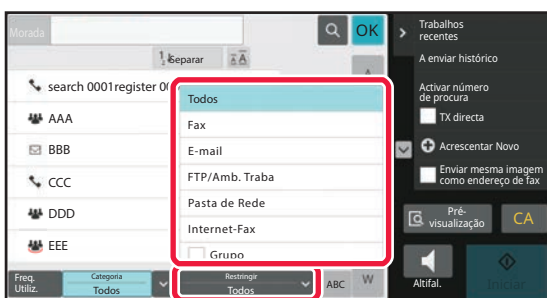 Morada
OK
Separar
search 0001register 00
AAA
BBB
CCC
DDD
EEE
Todos
Fax
E-mail
FTP/Amb. Traba
Pasta de Rede
Internet-Fax
Grupo
Freq.
Utiliz.
Categoria
Todos
Restringir
Todos
ABC
W
Trabalhos
recentes
A enviar histórico
Activar número
de procura
TX directa
Acrescentar Novo
Enviar mesma imagem
como endereço de fax
Pré-
visualização
CA
Altifal.
Iniciar